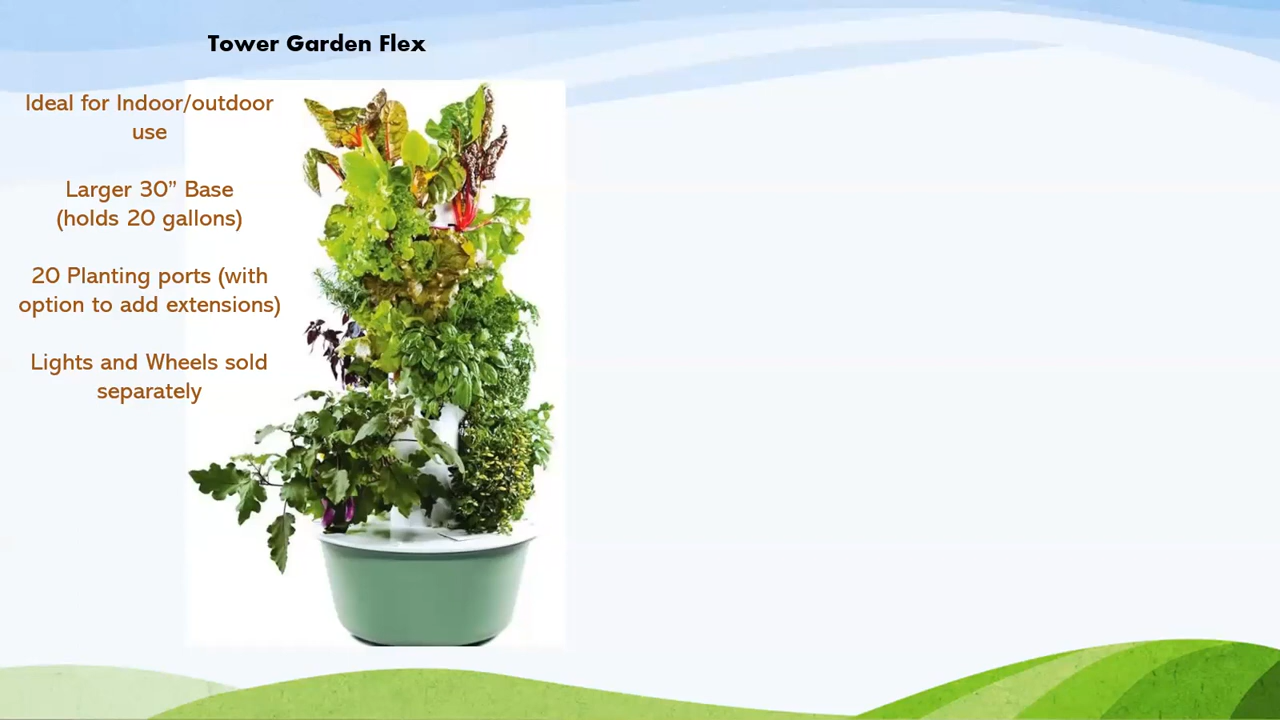 Tower Garden Flex
Ideal for Indoor/outdoor
use
Larger 30” Base
(holds 20 gallons)
20 Planting ports (with
option to add extensions)
Lights and Wheels sold
separately